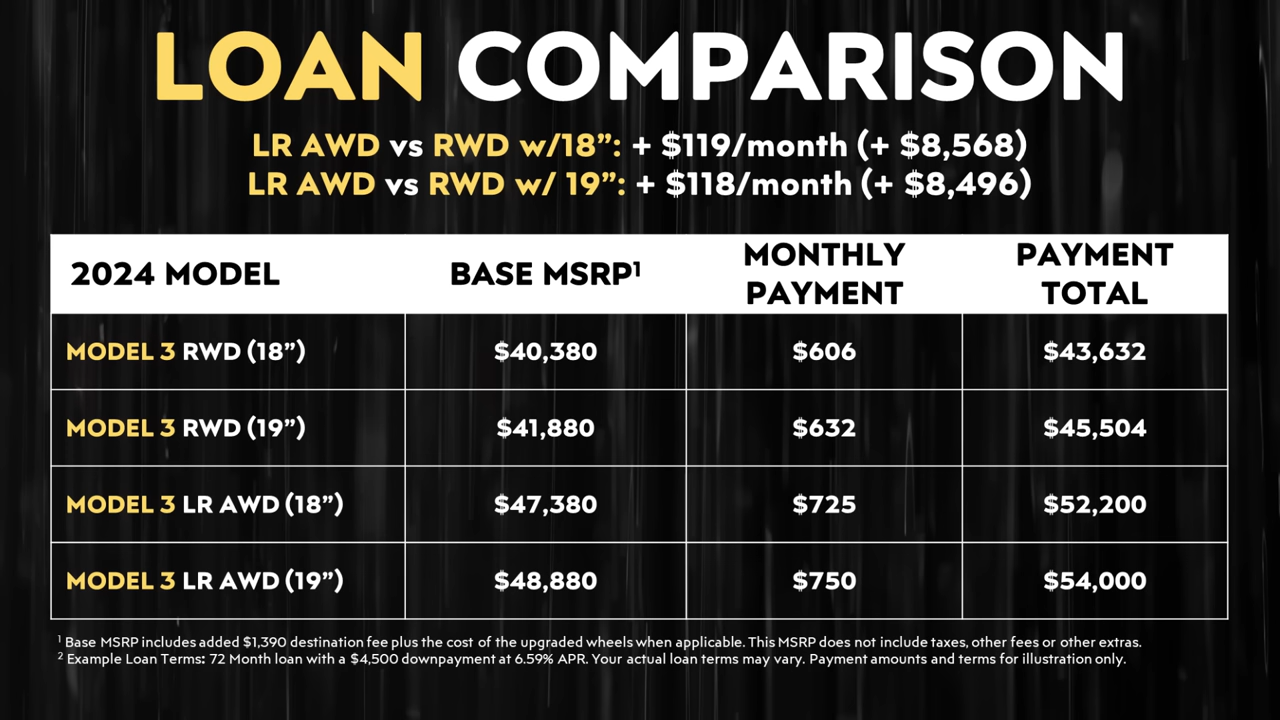 LOAN COMPARISON
LR AWD vs RWD w/18”: + $119/month (+ $8,568)
LR AWD vs RWD w/ 19”: + $118/month (+ $8,496)
2024 MODEL BASE MSRP¹ MONTHLY PAYMENT PAYMENT TOTAL
MODEL 3 RWD (18”) $40,380 $606 $43,632
MODEL 3 RWD (19”) $41,880 $632 $45,504
MODEL 3 LR AWD (18”) $47,380 $725 $52,200
MODEL 3 LR AWD (19”) $48,880 $750 $54,000
¹ Base MSRP includes added $1,390 destination fee plus the cost of the upgraded wheels when applicable. This MSRP does not include taxes, other fees or other extras.
² Example Loan Terms: 72 Month loan with a $4,500 downpayment at 6.59% APR. Your actual loan terms may vary. Payment amounts and terms for illustration only.